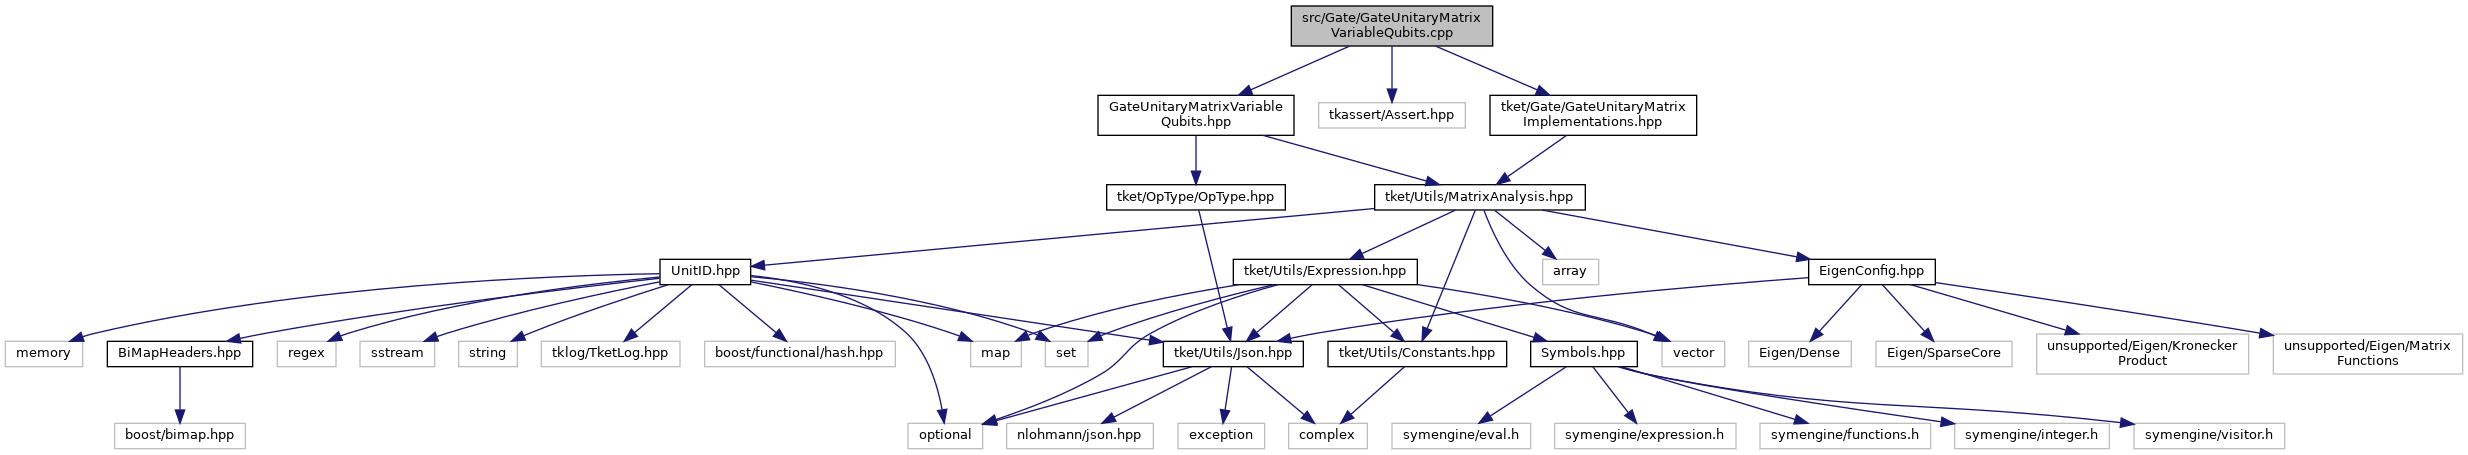 src/Gate/GateUnitaryMatrix
VariableQubits.cpp
GateUnitaryMatrixVariable
Qubits.hpp
tkassert/Assert.hpp
tket/Gate/GateUnitaryMatrix
Implementations.hpp
tket/OpType/OpType.hpp
tket/Utils/MatrixAnalysis.hpp
UnitID.hpp
tket/Utils/Expression.hpp
array
EigenConfig.hpp
memory
BiMapHeaders.hpp
regex
sstream
string
tklog/TketLog.hpp
boost/functional/hash.hpp
map
set
tket/Utils/Json.hpp
tket/Utils/Constants.hpp
Symbols.hpp
vector
Eigen/Dense
Eigen/SparseCore
unsupported/Eigen/Kronecker
Product
unsupported/Eigen/Matrix
Functions
boost/bimap.hpp
optional
nlohmann/json.hpp
exception
complex
symengine/eval.h
symengine/expression.h
symengine/functions.h
symengine/integer.h
symengine/visitor.h